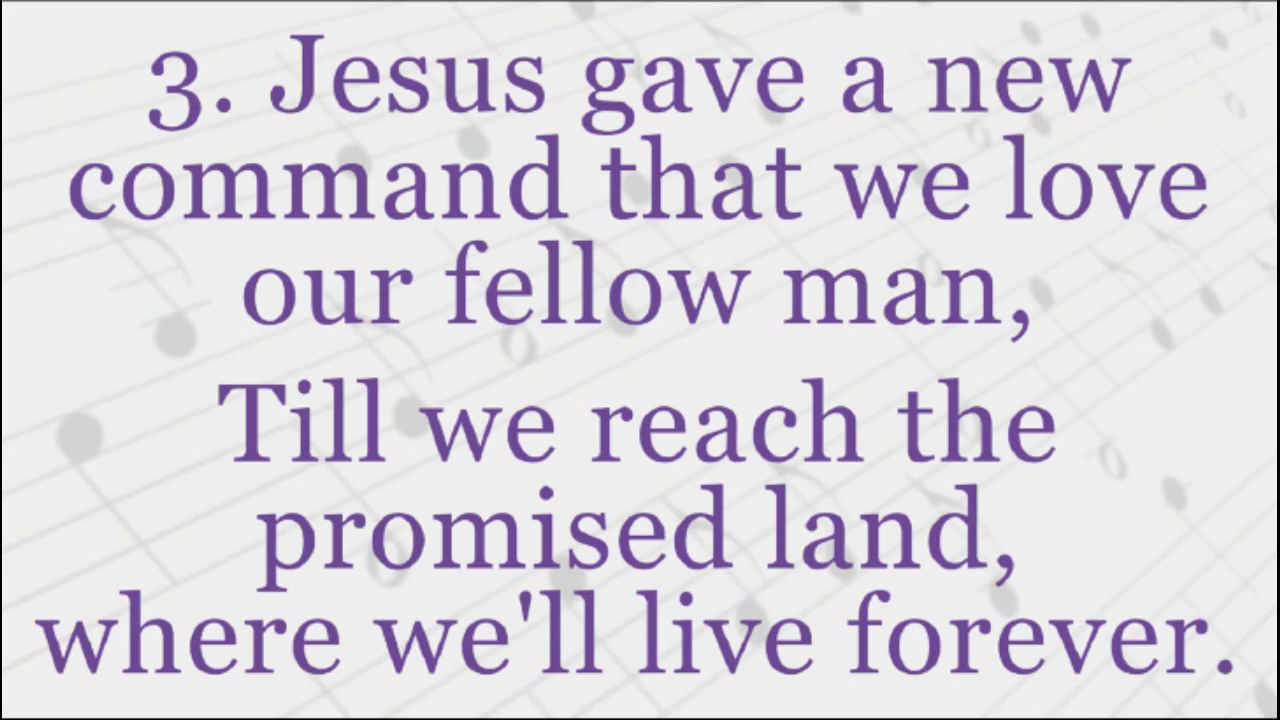 3. Jesus gave a new
command that we love
our fellow man,
Till we reach the
promised land,
where we'll live forever.